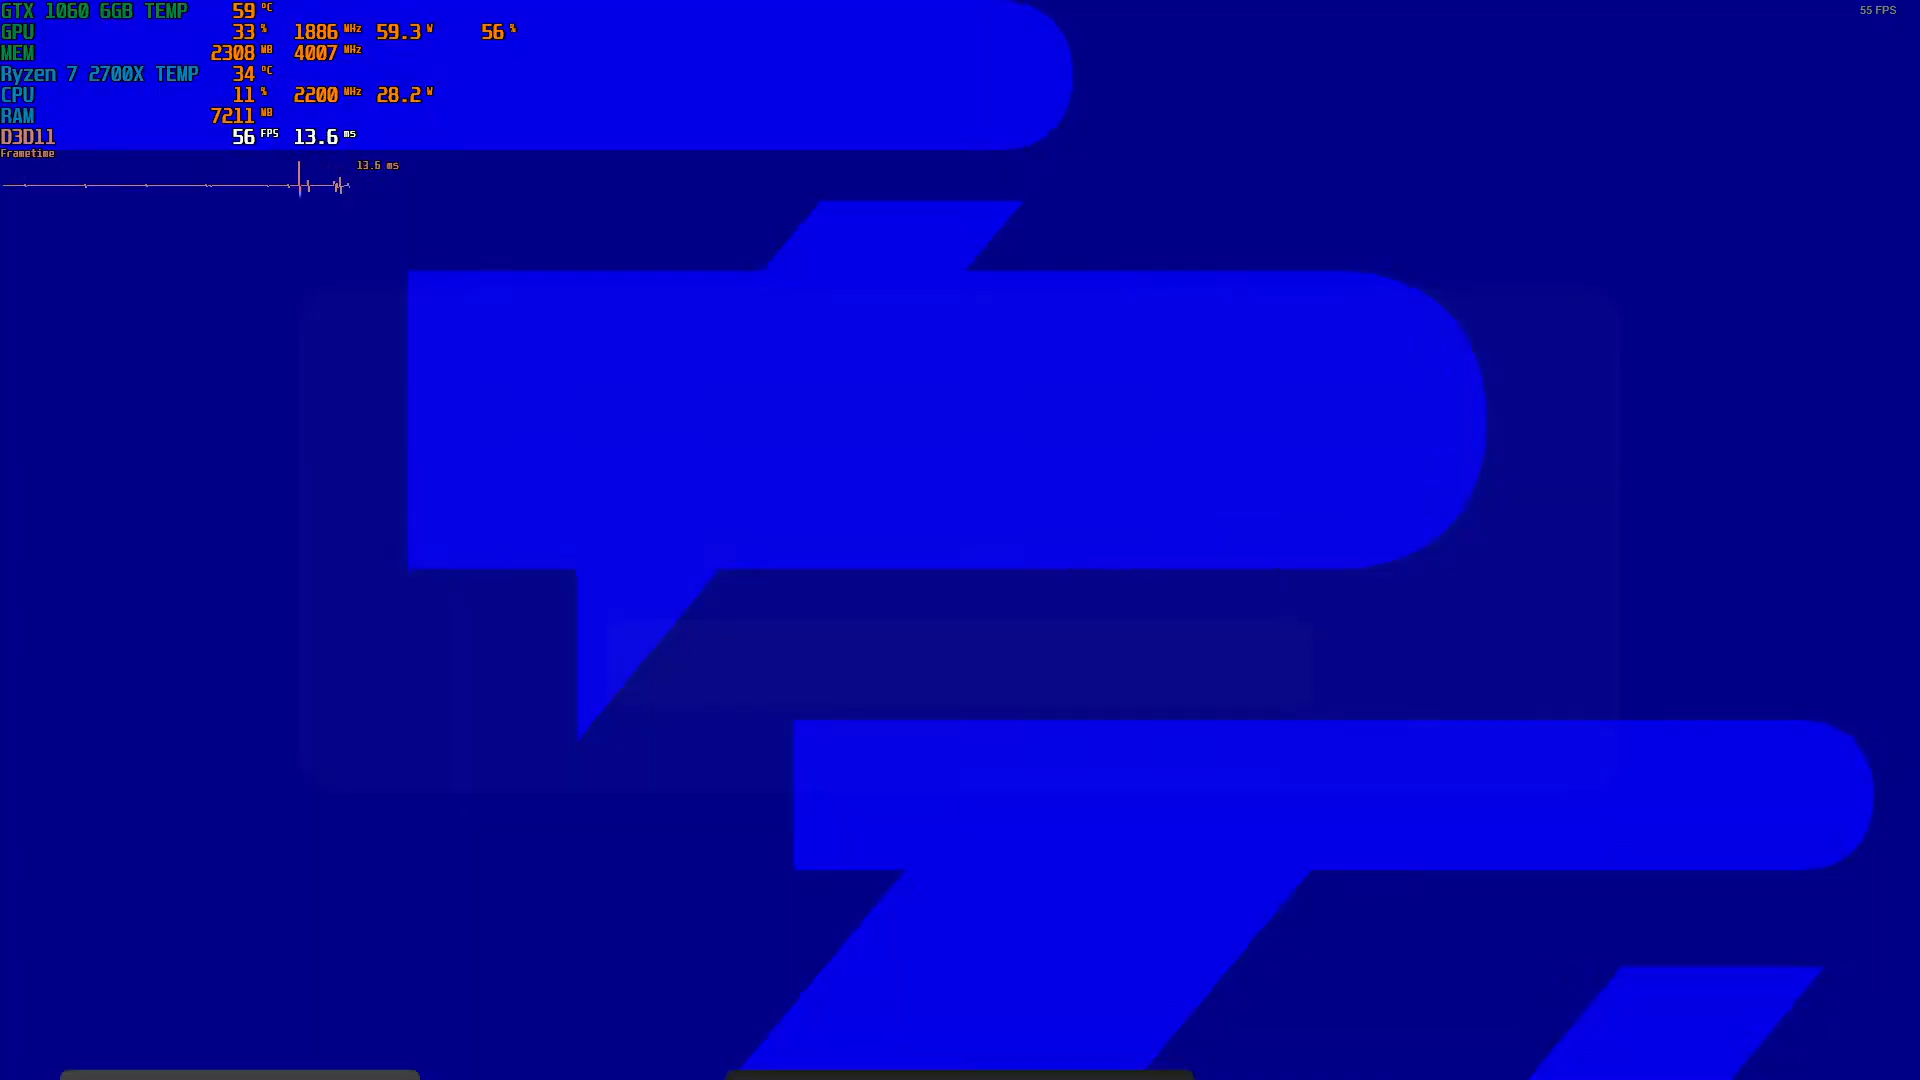 GTX 1060 6GB TEMP 59 °C
55 FPS
GPU 33 % 1886 MHz 59.3 W 56 %
MEM 2308 MB 4007 MHz
Ryzen 7 2700X TEMP 34 °C
CPU 11 % 2200 MHz 28.2 W
RAM 7211 MB
D3D11 56 FPS 13.6 ms
Frametime
13.6 ms